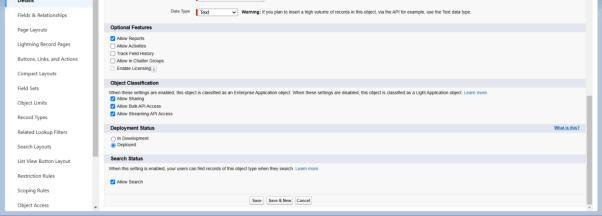 Details
Fields & Relationships
Page Layouts
Lightning Record Pages
Buttons, Links, and Actions
Compact Layouts
Field Sets
Object Limits
Record Types
Related Lookup Filters
Search Layouts
List View Button Layout
Restriction Rules
Scoping Rules
Object Access
Data Type Text Warning: If you plan to insert a high volume of records in this object, via the API for example, use the Text data type.
Optional Features
Allow Reports
Allow Activities
Track Field History
Allow in Chatter Groups
Enable Licensing
Object Classification
When these settings are enabled, this object is classified as an Enterprise Application object. When these settings are disabled, this object is classified as a Light Application object. Learn more.
Allow Sharing
Allow Bulk API Access
Allow Streaming API Access
Deployment Status What is this?
In Development
Deployed
Search Status
When this setting is enabled, your users can find records of this object type when they search. Learn more.
Allow Search
Save Save & New Cancel